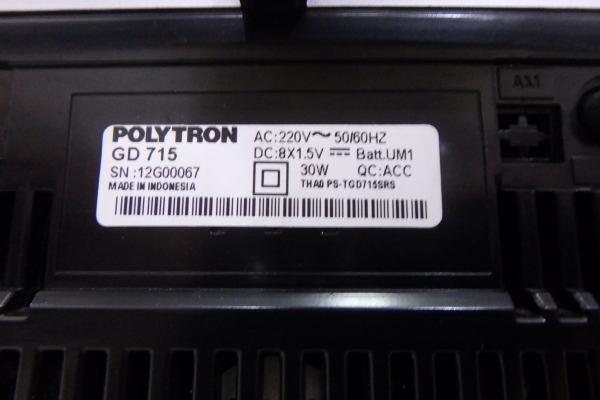 AX1
POLYTRON AC:220V~ 50/60HZ
GD 715 DC:8X1.5V ⎓ Batt.UM1
SN :12G00067 30W QC:ACC
MADE IN INDONESIA THA0 PS-TGD715SRS